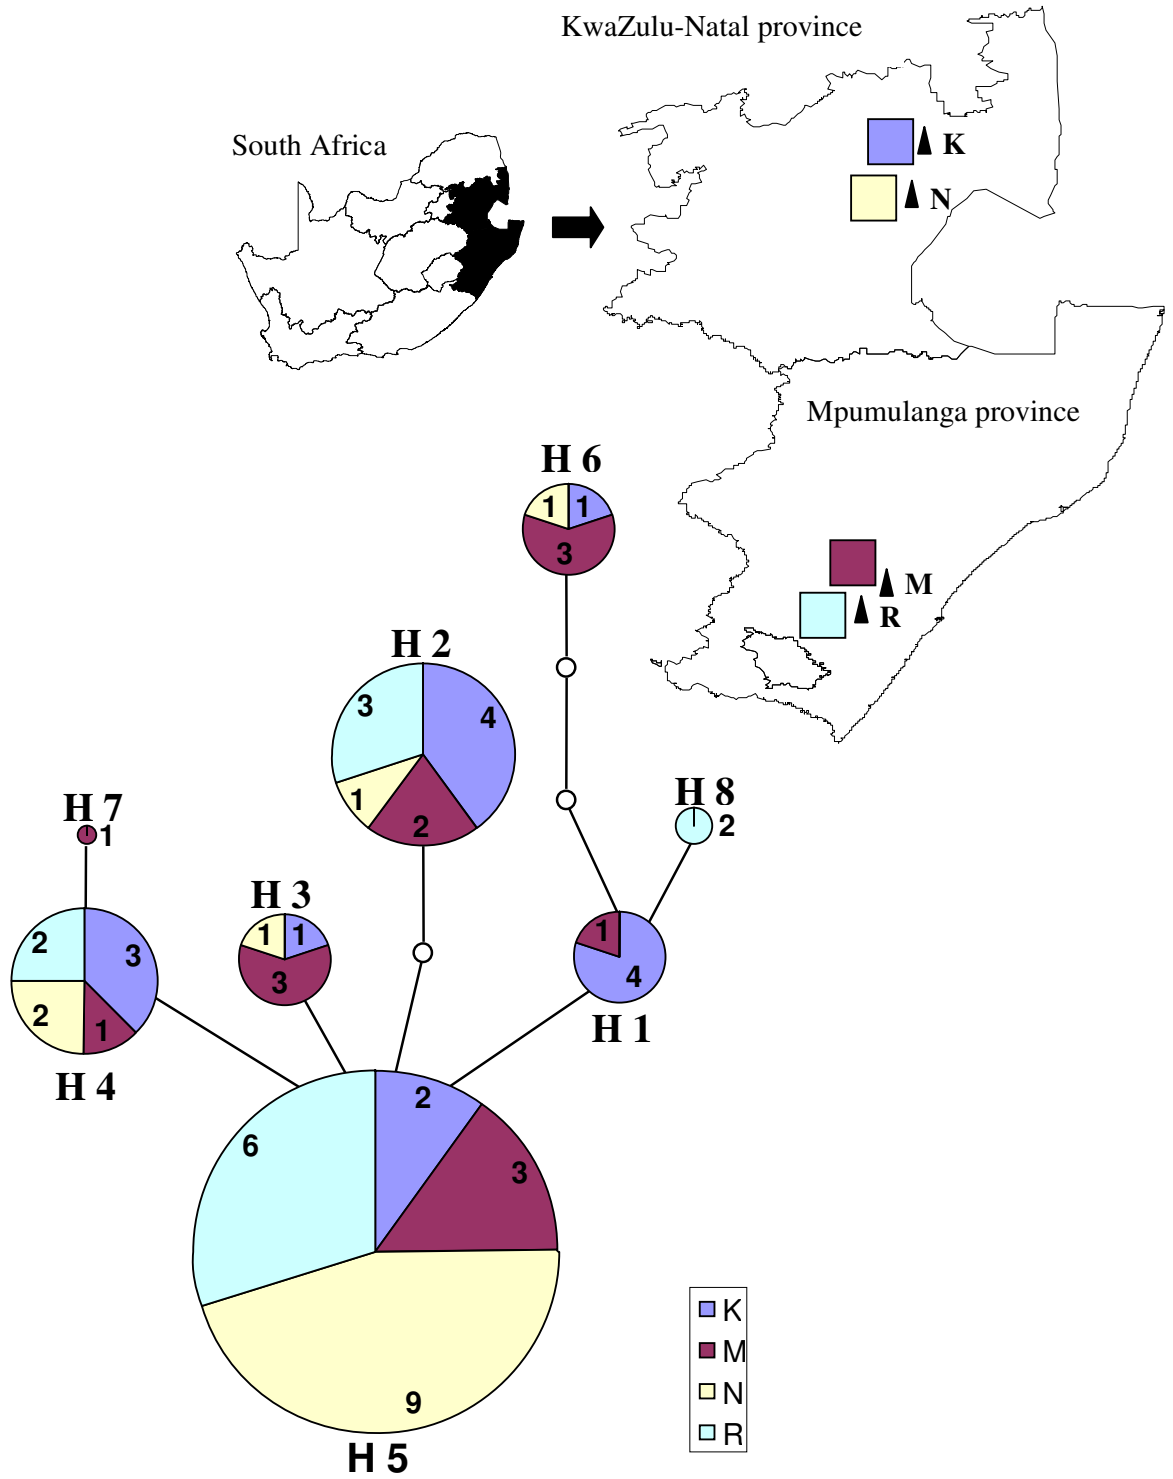 KwaZulu-Natal province
South Africa
K
N
Mpumulanga province
M
R
H 6
1 1
3
H 2
3 4
1 2
H 7
1
H 8
2
H 3
1 1
3
H 4
2 3
2 1
H 1
1
4
H 5
2
6 3
9
K
M
N
R